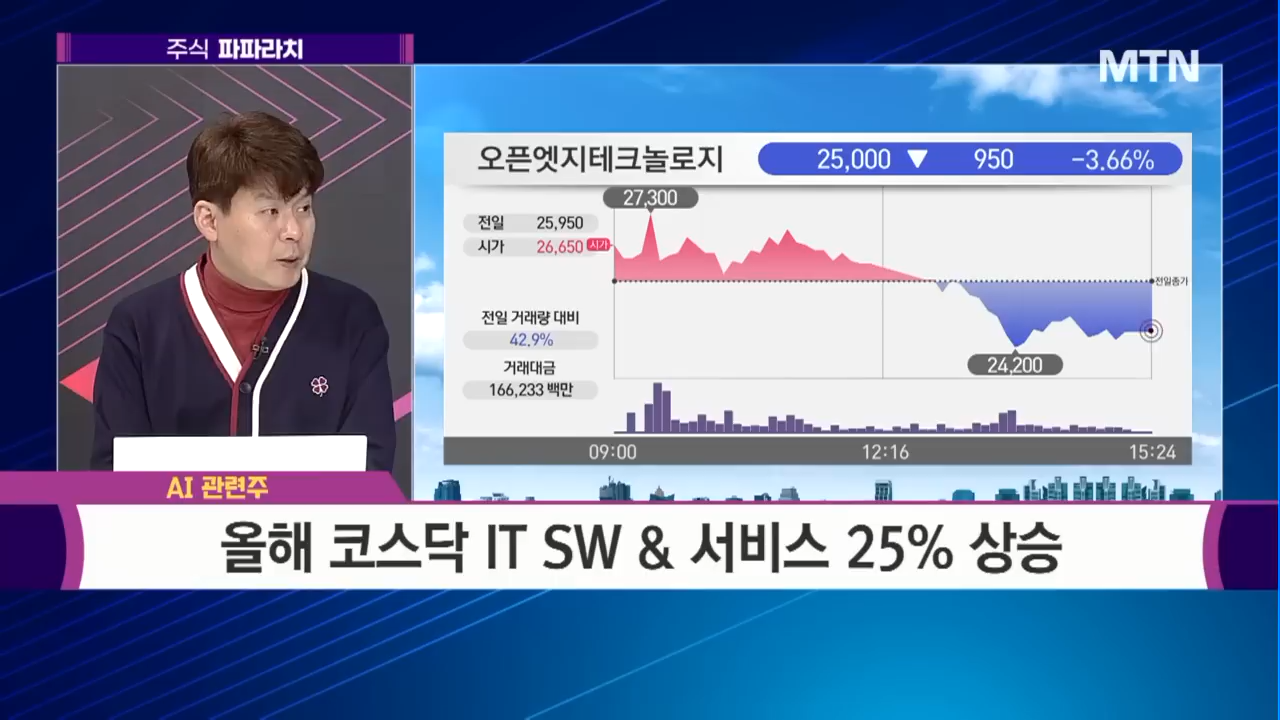 주식 파파라치
MTN
오픈엣지테크놀로지 25,000 ▼ 950 -3.66%
27,300
전일 25,950
시가 26,650 시가
전일종가
전일 거래량 대비
42.9%
거래대금
166,233 백만
24,200
09:00 12:16 15:24
AI 관련주
올해 코스닥 IT SW & 서비스 25% 상승